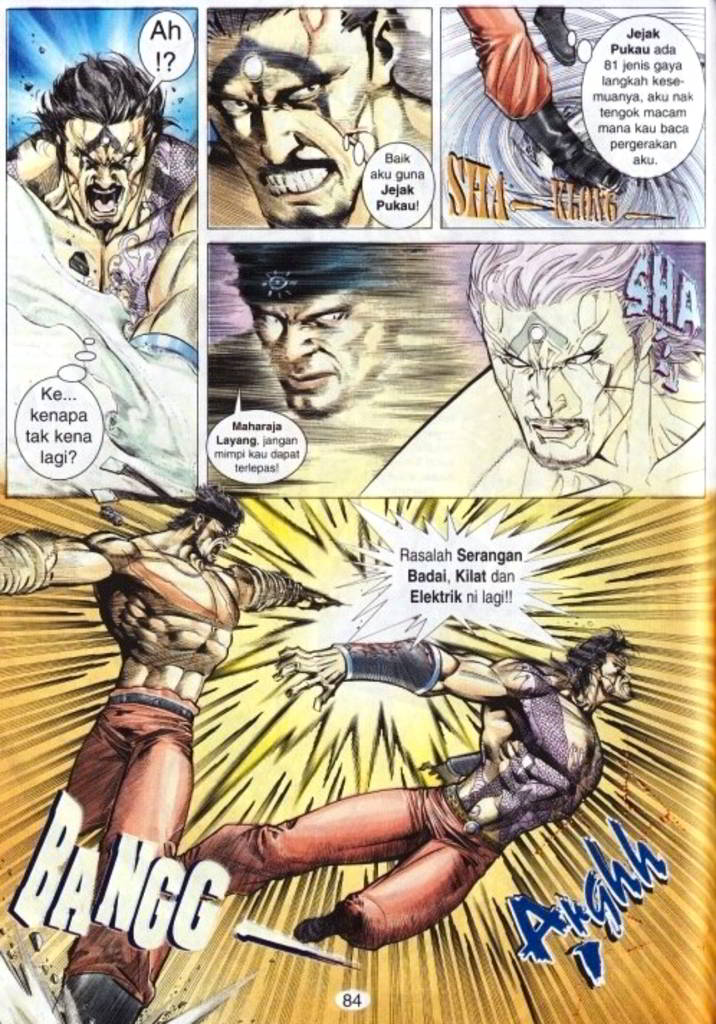 Ah
!?
Ke...
kenapa
tak kena
lagi?
Baik
aku guna
Jejak
Pukau!
Jejak
Pukau ada
81 jenis gaya
langkah kese-
muanya, aku nak
tengok macam
mana kau baca
pergerakan
aku.
SHA — KHONG —
Maharaja
Layang, jangan
mimpi kau dapat
terlepas!
SHA
Rasalah Serangan
Badai, Kilat dan
Elektrik ni lagi!!
BANGG —
Arghh
!
84